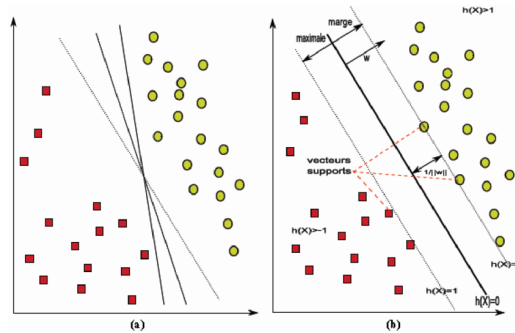 h(X)>1
marge
maximale
w
vecteurs
supports
1/||w||
h(X)>-1
h(X)=
h(X)=1
h(X)=0
(a)
(b)